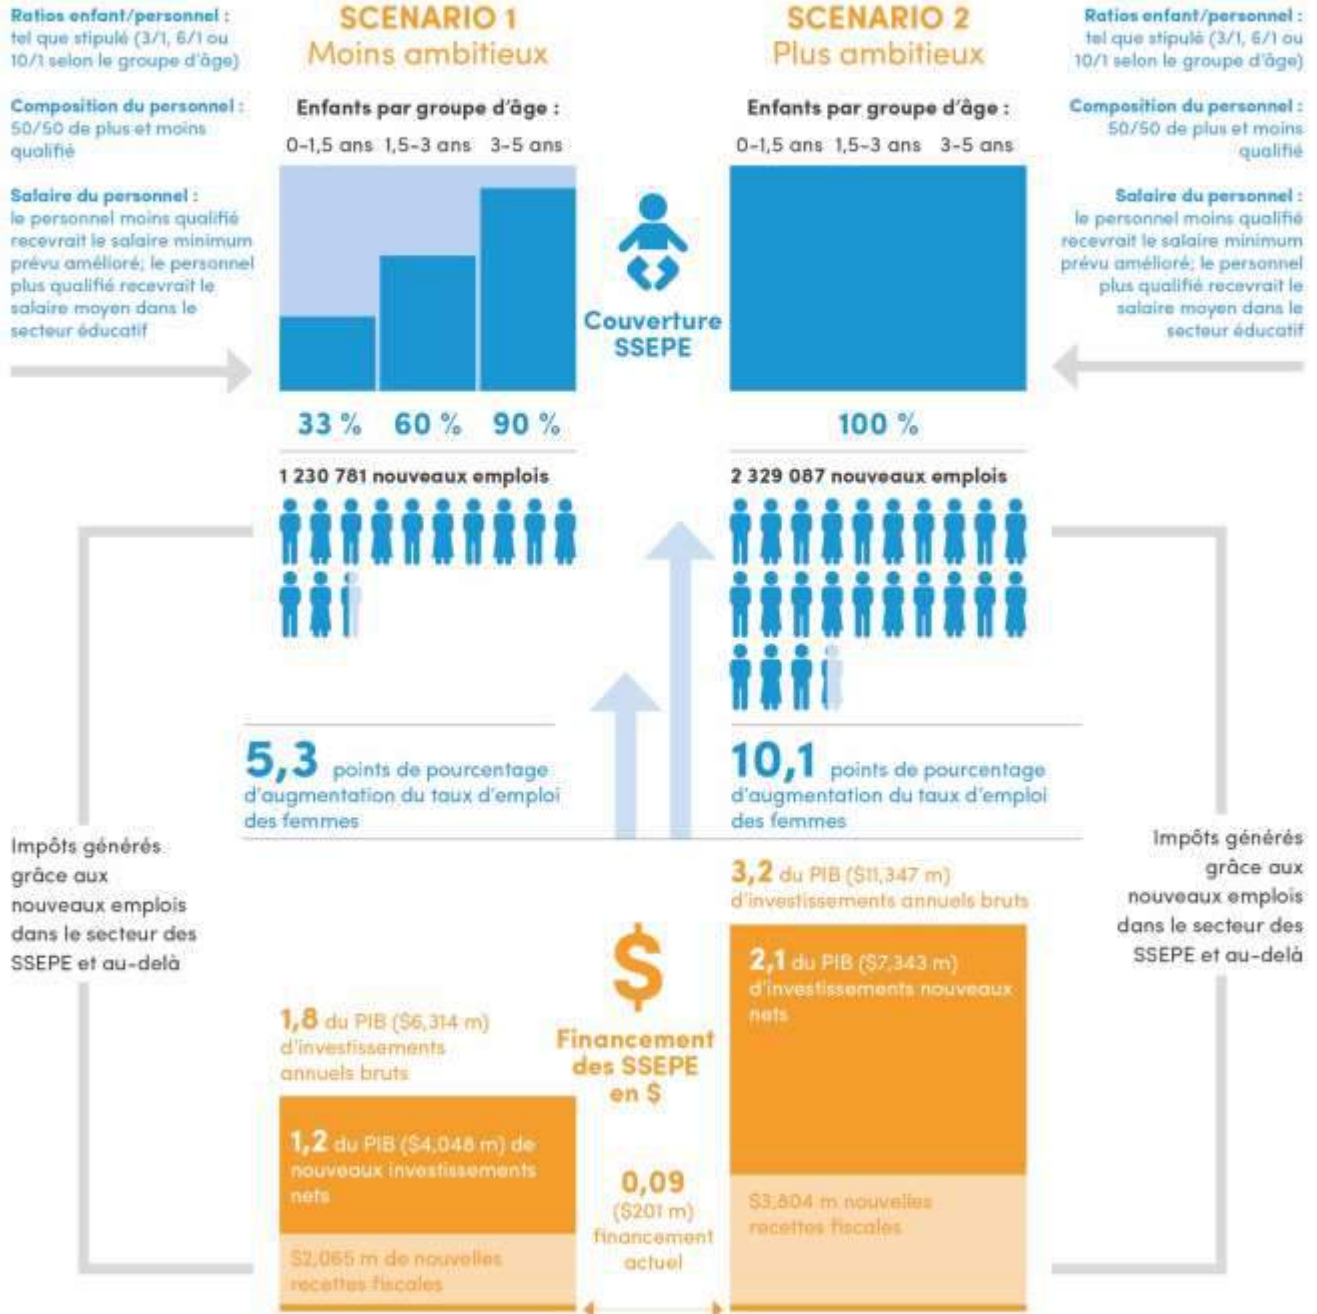 Ratios enfant/personnel :
tel que stipulé (3/1, 6/1 ou
10/1 selon le groupe d'âge)
Composition du personnel :
50/50 de plus et moins
qualifié
Salaire du personnel :
le personnel moins qualifié
recevrait le salaire minimum
prévu amélioré; le personnel
plus qualifié recevrait le
salaire moyen dans le
secteur éducatif
SCENARIO 1
Moins ambitieux
Enfants par groupe d'âge :
0-1,5 ans 1,5-3 ans 3-5 ans
33 % 60 % 90 %
1 230 781 nouveaux emplois
5,3 points de pourcentage
d'augmentation du taux d'emploi
des femmes
Couverture
SSEPE
SCENARIO 2
Plus ambitieux
Enfants par groupe d'âge :
0-1,5 ans 1,5-3 ans 3-5 ans
100 %
2 329 087 nouveaux emplois
10,1 points de pourcentage
d'augmentation du taux d'emploi
des femmes
Ratios enfant/personnel :
tel que stipulé (3/1, 6/1 ou
10/1 selon le groupe d'âge)
Composition du personnel :
50/50 de plus et moins
qualifié
Salaire du personnel :
le personnel moins qualifié
recevrait le salaire minimum
prévu amélioré; le personnel
plus qualifié recevrait le
salaire moyen dans le
secteur éducatif
Impôts générés
grâce aux
nouveaux emplois
dans le secteur des
SSEPE et au-delà
1,8 du PIB ($6,314 m)
d'investissements
annuels bruts
1,2 du PIB ($4,048 m) de
nouveaux investissements
nets
$2,065 m de nouvelles
recettes fiscales
$
Financement
des SSEPE
en $
0,09
($201 m)
financement
actuel
3,2 du PIB ($11,347 m)
d'investissements annuels bruts
2,1 du PIB ($7,343 m)
d'investissements nouveaux
nets
$3,804 m nouvelles
recettes fiscales
Impôts générés
grâce aux
nouveaux emplois
dans le secteur des
SSEPE et au-delà